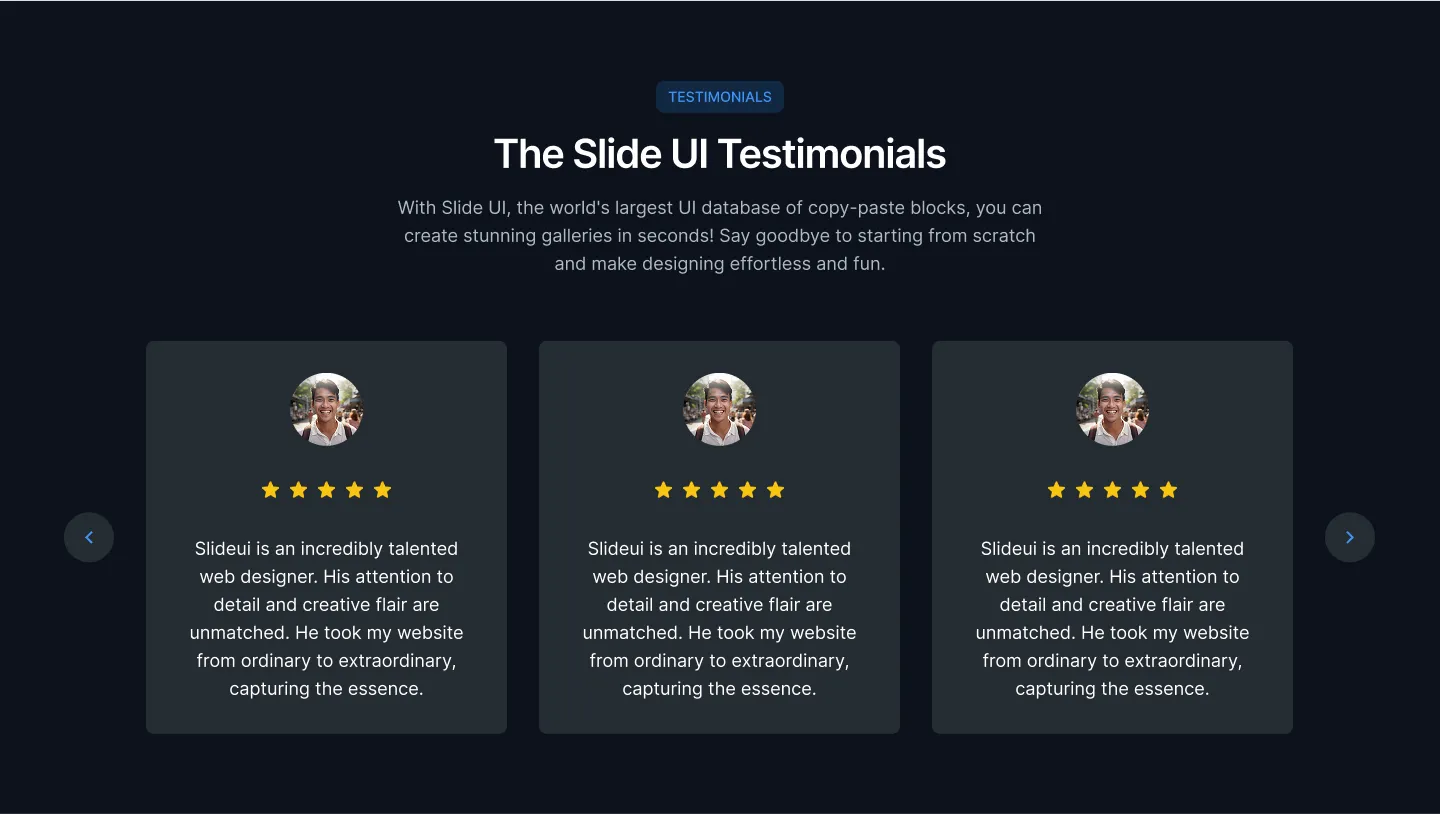 TESTIMONIALS
The Slide UI Testimonials
With Slide UI, the world's largest UI database of copy-paste blocks, you can
create stunning galleries in seconds! Say goodbye to starting from scratch
and make designing effortless and fun.
Slideui is an incredibly talented
web designer. His attention to
detail and creative flair are
unmatched. He took my website
from ordinary to extraordinary,
capturing the essence.
Slideui is an incredibly talented
web designer. His attention to
detail and creative flair are
unmatched. He took my website
from ordinary to extraordinary,
capturing the essence.
Slideui is an incredibly talented
web designer. His attention to
detail and creative flair are
unmatched. He took my website
from ordinary to extraordinary,
capturing the essence.